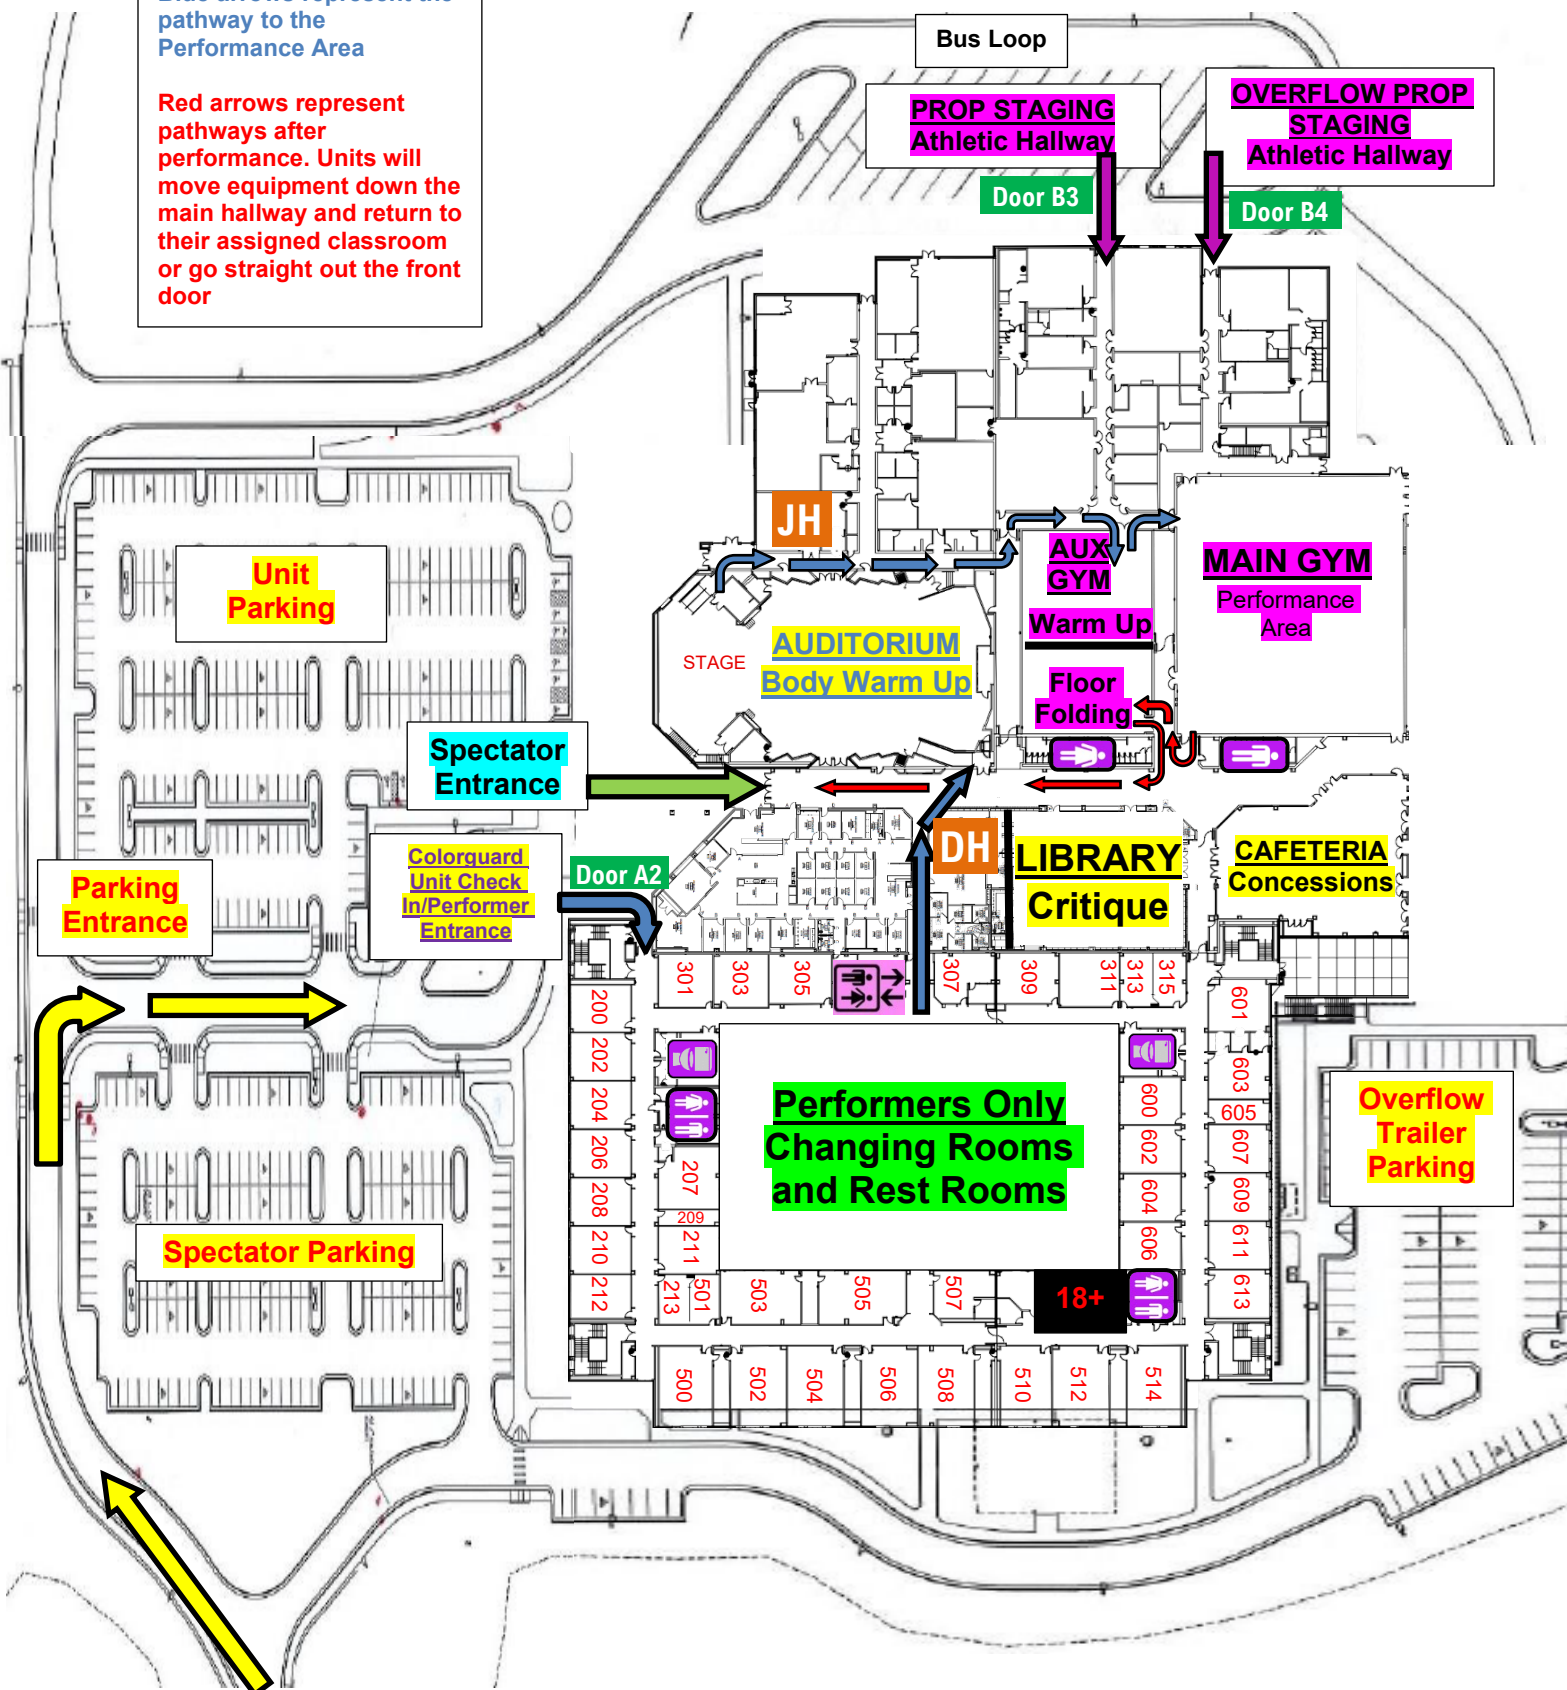 Blue arrows represent the
pathway to the
Performance Area
Red arrows represent
pathways after
performance. Units will
move equipment down the
main hallway and return to
their assigned classroom
or go straight out the front
door
Bus Loop
PROP STAGING
Athletic Hallway
OVERFLOW PROP
STAGING
Athletic Hallway
Door B3
Door B4
JH
Unit
Parking
AUX
GYM
Warm Up
MAIN GYM
Performance
Area
STAGE
AUDITORIUM
Body Warm Up
Floor
Folding
Spectator
Entrance
Parking
Entrance
Colorguard
Unit Check
In/Performer
Entrance
Door A2
DH
LIBRARY
Critique
CAFETERIA
Concessions
301
303
305
307
309
311
313
315
200
202
204
206
208
210
212
207
209
211
213
501
503
505
507
18+
600
602
604
606
601
603
605
607
609
611
613
Performers Only
Changing Rooms
and Rest Rooms
Overflow
Trailer
Parking
Spectator Parking
500
502
504
506
508
510
512
514